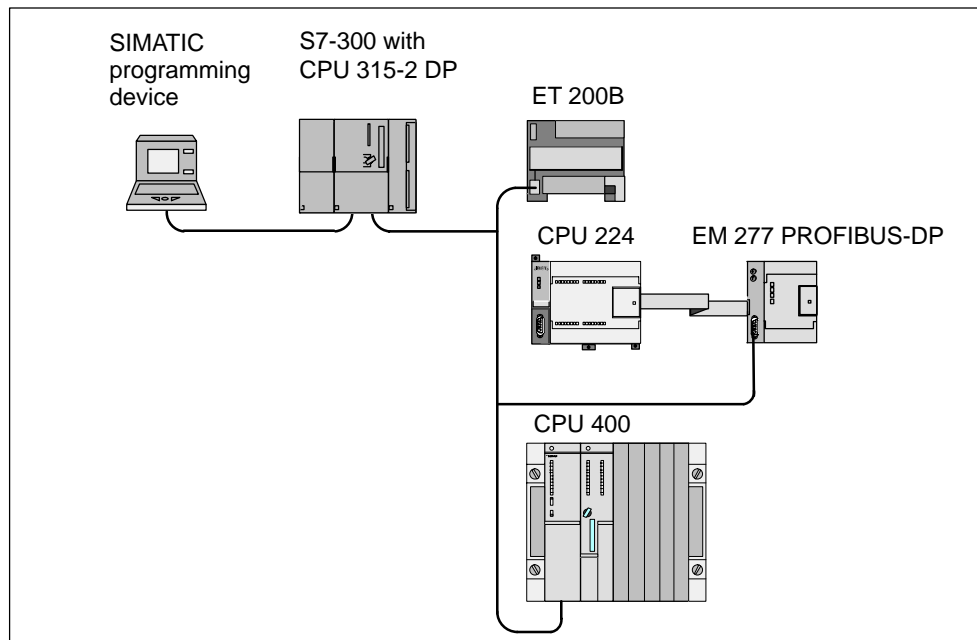 SIMATIC
programming
device
S7-300 with
CPU 315-2 DP
ET 200B
CPU 224
EM 277 PROFIBUS-DP
CPU 400